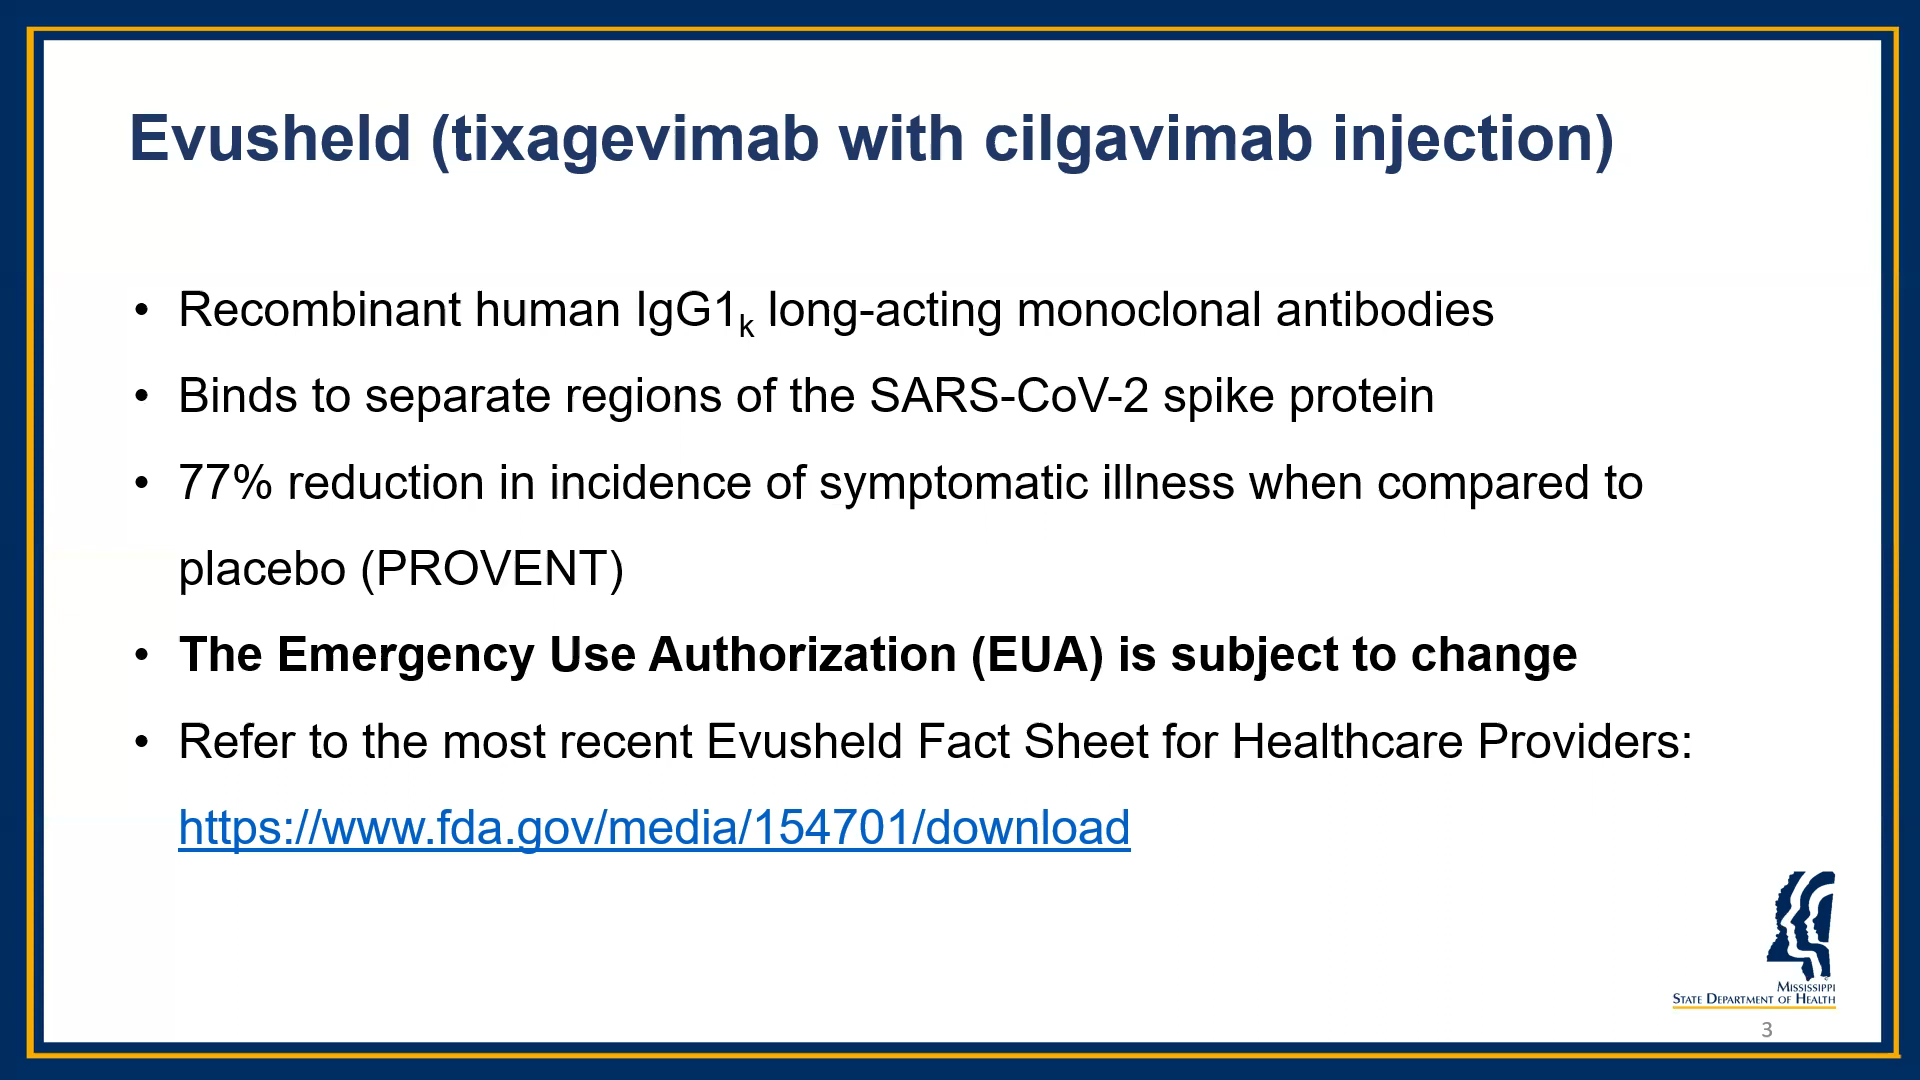 Evusheld (tixagevimab with cilgavimab injection)
• Recombinant human IgG1k long-acting monoclonal antibodies
• Binds to separate regions of the SARS-CoV-2 spike protein
• 77% reduction in incidence of symptomatic illness when compared to
placebo (PROVENT)
• The Emergency Use Authorization (EUA) is subject to change
• Refer to the most recent Evusheld Fact Sheet for Healthcare Providers:
https://www.fda.gov/media/154701/download
MISSISSIPPI
STATE DEPARTMENT OF HEALTH
3